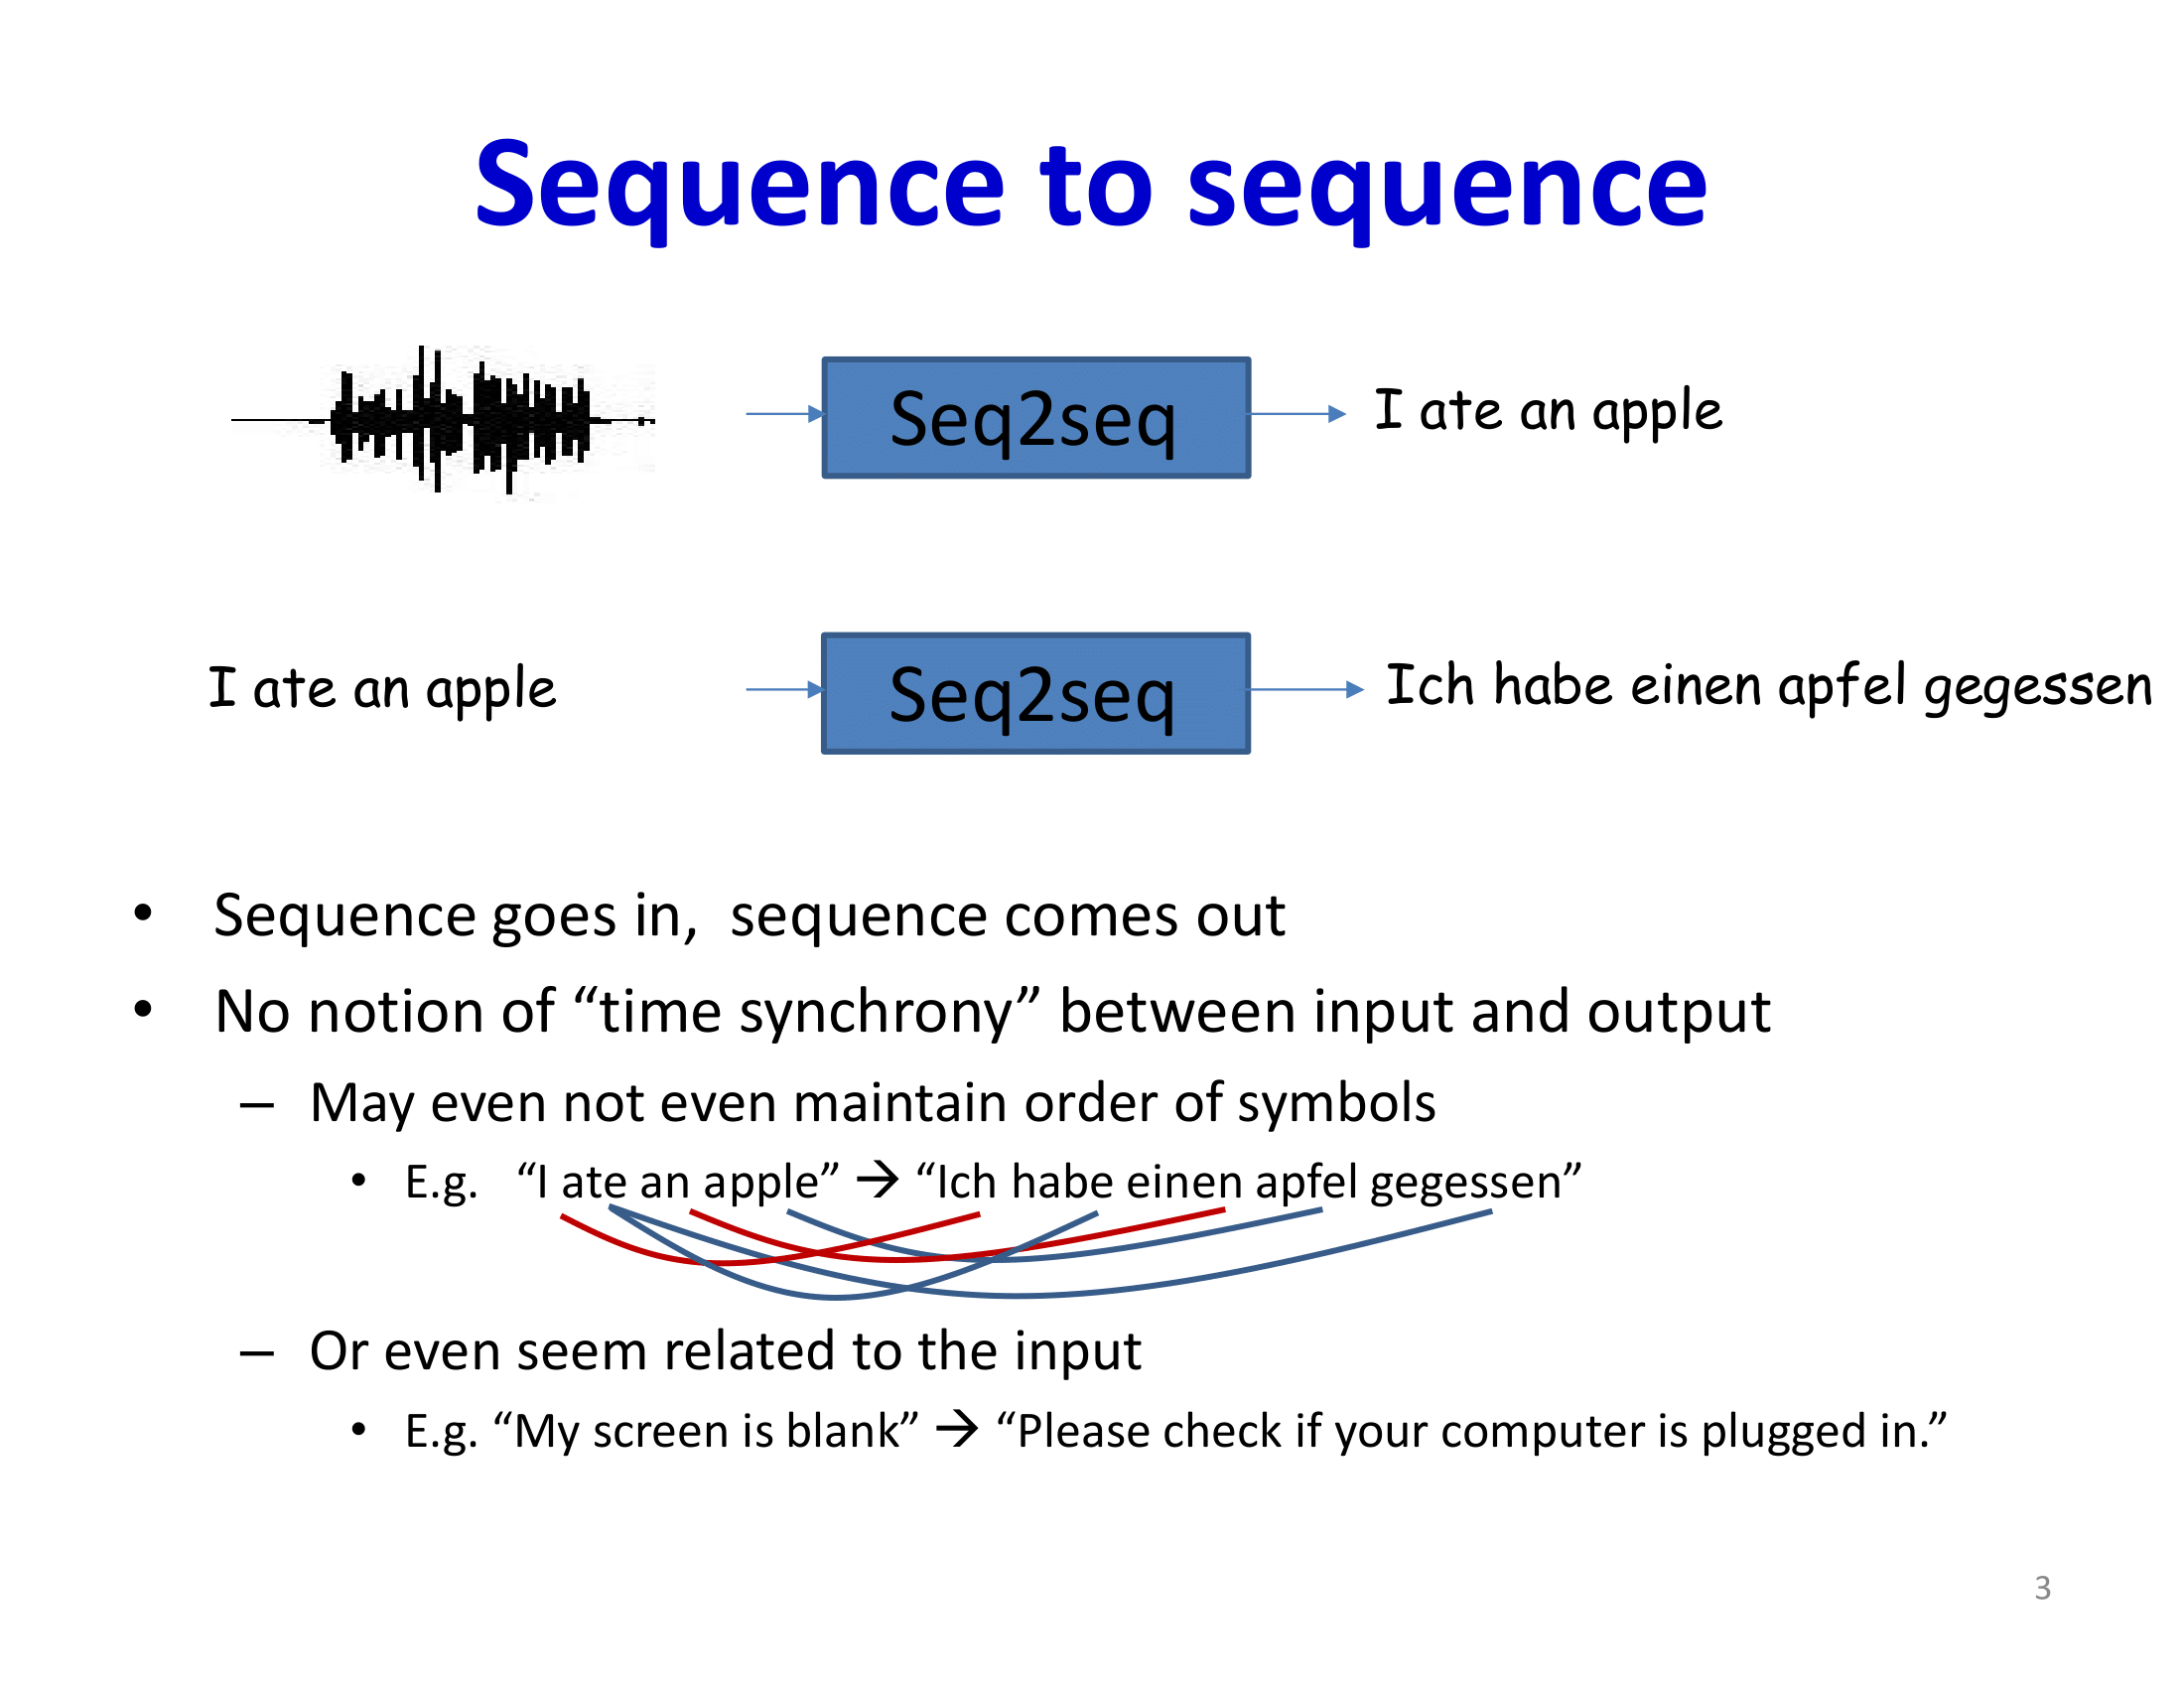 Sequence to sequence
Seq2seq
I ate an apple
I ate an apple
Seq2seq
Ich habe einen apfel gegessen
• Sequence goes in,  sequence comes out
• No notion of “time synchrony” between input and output
– May even not even maintain order of symbols
• E.g.   “I ate an apple” → “Ich habe einen apfel gegessen”
– Or even seem related to the input
• E.g. “My screen is blank” → “Please check if your computer is plugged in.”
3